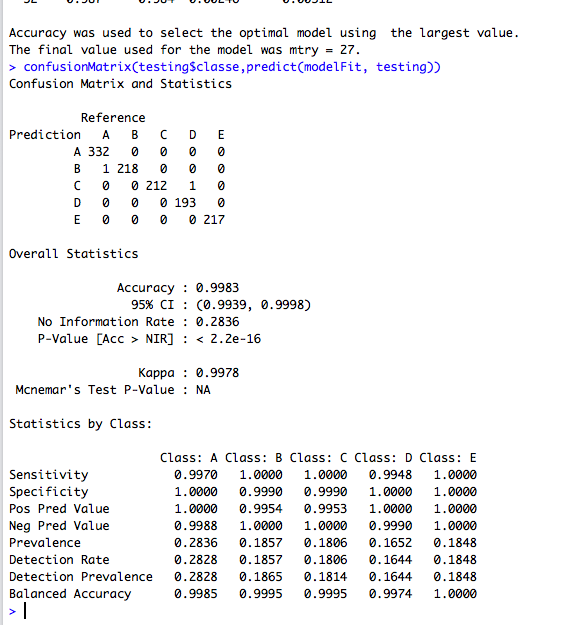 Accuracy was used to select the optimal model using  the largest value.
The final value used for the model was mtry = 27.
> confusionMatrix(testing$classe,predict(modelFit, testing))
Confusion Matrix and Statistics
          Reference
Prediction   A   B   C   D   E
         A 332   0   0   0   0
         B   1 218   0   0   0
         C   0   0 212   1   0
         D   0   0   0 193   0
         E   0   0   0   0 217
Overall Statistics
               Accuracy : 0.9983
                 95% CI : (0.9939, 0.9998)
    No Information Rate : 0.2836
    P-Value [Acc > NIR] : < 2.2e-16
                  Kappa : 0.9978
 Mcnemar's Test P-Value : NA
Statistics by Class:
                     Class: A Class: B Class: C Class: D Class: E
Sensitivity            0.9970   1.0000   1.0000   0.9948   1.0000
Specificity            1.0000   0.9990   0.9990   1.0000   1.0000
Pos Pred Value         1.0000   0.9954   0.9953   1.0000   1.0000
Neg Pred Value         0.9988   1.0000   1.0000   0.9990   1.0000
Prevalence             0.2836   0.1857   0.1806   0.1652   0.1848
Detection Rate         0.2828   0.1857   0.1806   0.1644   0.1848
Detection Prevalence   0.2828   0.1865   0.1814   0.1644   0.1848
Balanced Accuracy      0.9985   0.9995   0.9995   0.9974   1.0000
>